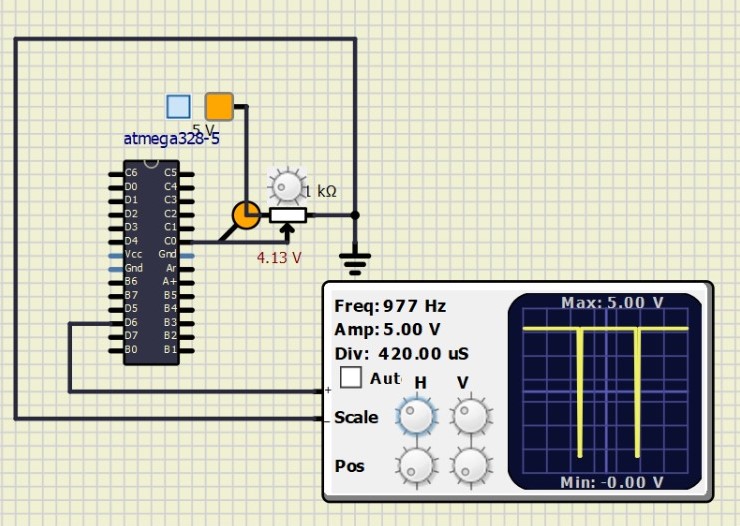 5 V
atmega328-5
1 kΩ
4.13 V
C6 C5
D0 C4
D1 C3
D2 C2
D3 C1
D4 C0
Vcc Gnd
Gnd Ar
B6 A+
B7 B5
D5 B4
D6 B3
D7 B2
B0 B1
Freq: 977 Hz
Amp: 5.00 V
Div: 420.00 uS
Aut H V
+
Scale
-
Pos
Max: 5.00 V
Min: -0.00 V